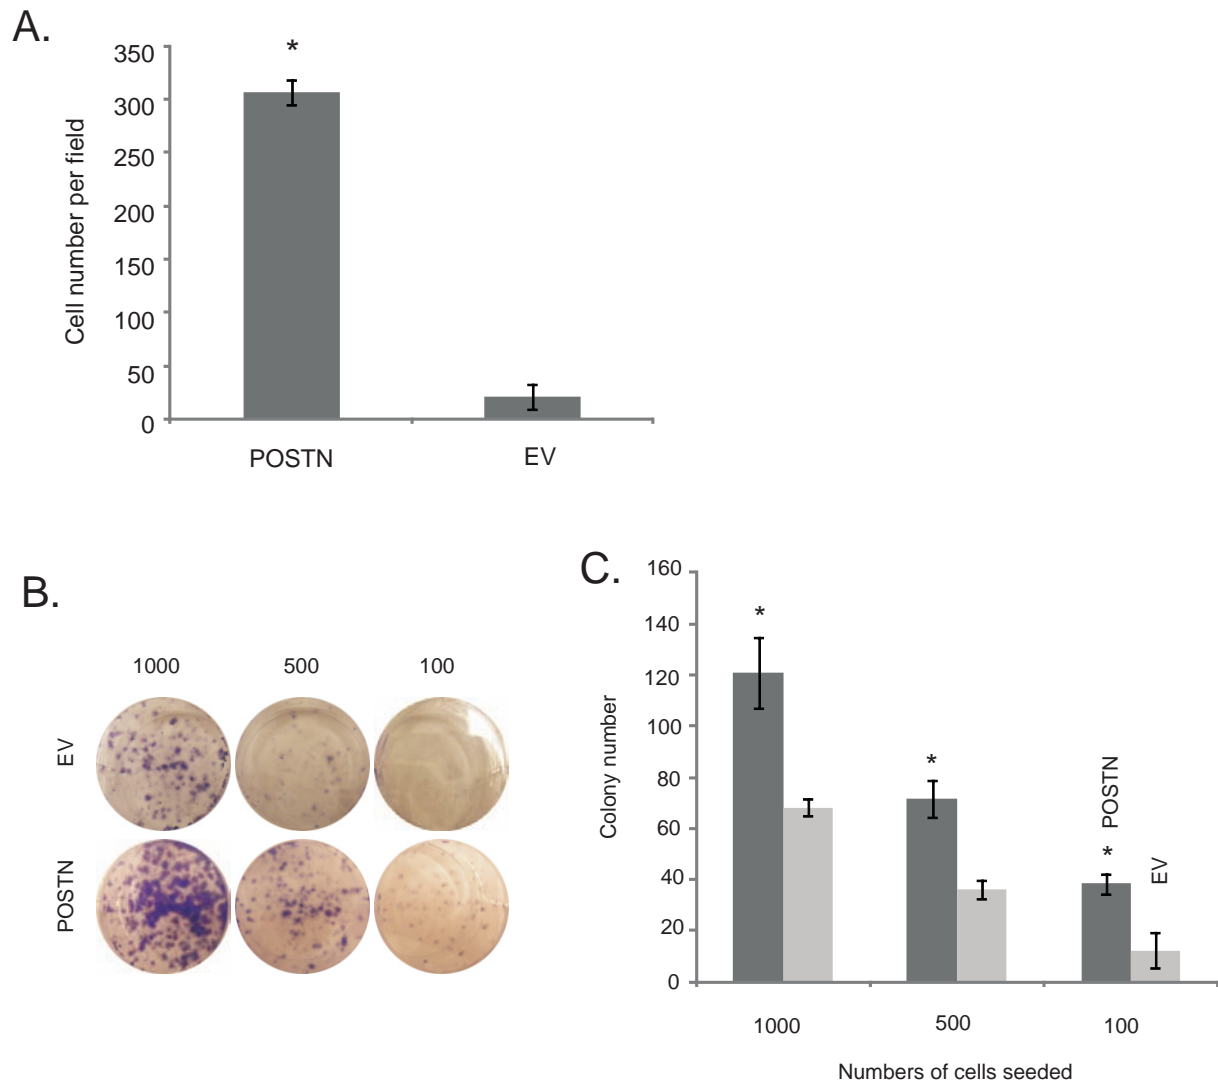 A.
*
350
300
250
200
150
100
50
0
Cell number per field
POSTN
EV
B.
1000 500 100
EV
POSTN
C.
160
140
120
100
80
60
40
20
0
Colony number
*
*
*
POSTN
EV
1000 500 100
Numbers of cells seeded